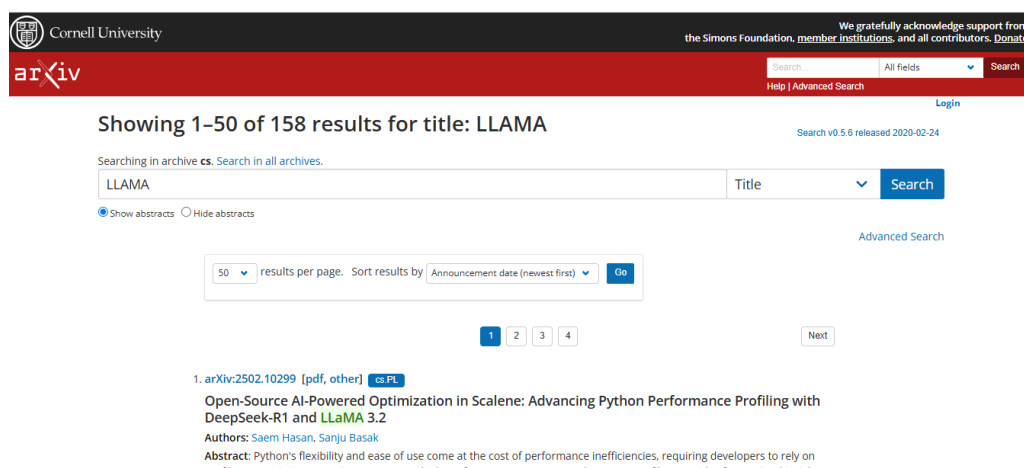 Cornell University
We gratefully acknowledge support from
the Simons Foundation, member institutions, and all contributors. Donate
arXiv
Search...
All fields
Search
Help | Advanced Search
Login
Showing 1–50 of 158 results for title: LLAMA
Search v0.5.6 released 2020-02-24
Searching in archive cs. Search in all archives.
LLAMA
Title
Search
Show abstracts Hide abstracts
Advanced Search
50 results per page. Sort results by Announcement date (newest first) Go
1 2 3 4 Next
1. arXiv:2502.10299 [pdf, other] cs.PL
Open-Source AI-Powered Optimization in Scalene: Advancing Python Performance Profiling with
DeepSeek-R1 and LLaMA 3.2
Authors: Saem Hasan, Sanju Basak
Abstract: Python's flexibility and ease of use come at the cost of performance inefficiencies, requiring developers to rely on